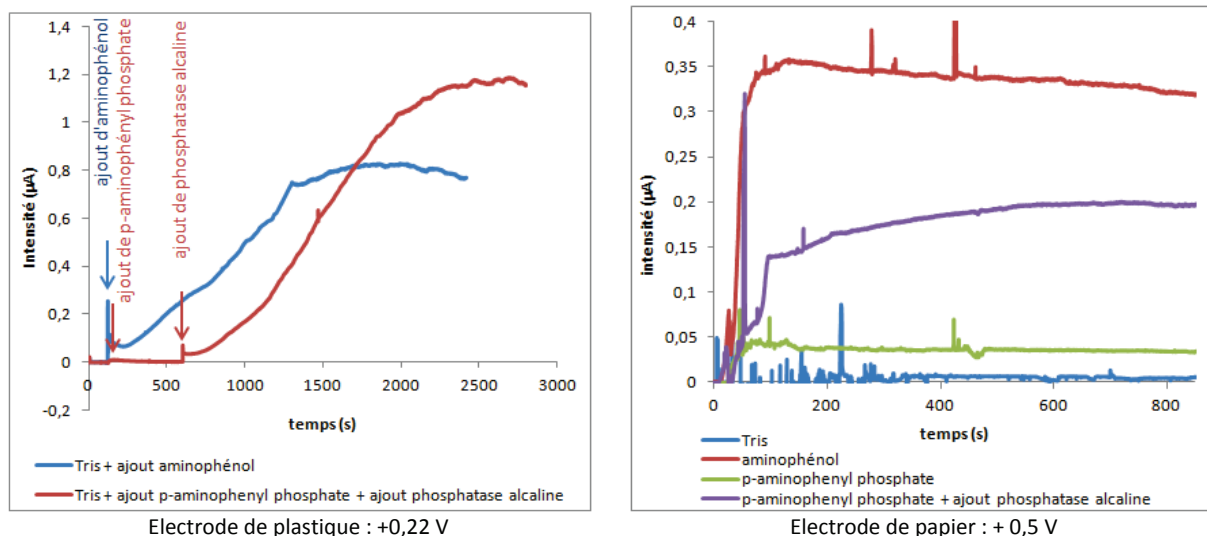 1,4
1,2
1
0,8
0,6
0,4
0,2
0
-0,2
Intensité (µA)
ajout d'aminophénol
ajout de p-aminophényl phosphate
ajout de phosphatase alcaline
0 500 1000 1500 2000 2500 3000
temps (s)
Tris + ajout aminophénol
Tris + ajout p-aminophenyl phosphate + ajout phosphatase alcaline
Electrode de plastique : +0,22 V
0,4
0,35
0,3
0,25
0,2
0,15
0,1
0,05
0
intensité (µA)
0 200 400 600 800
temps (s)
Tris
aminophénol
p-aminophenyl phosphate
p-aminophenyl phosphate + ajout phosphatase alcaline
Electrode de papier : + 0,5 V